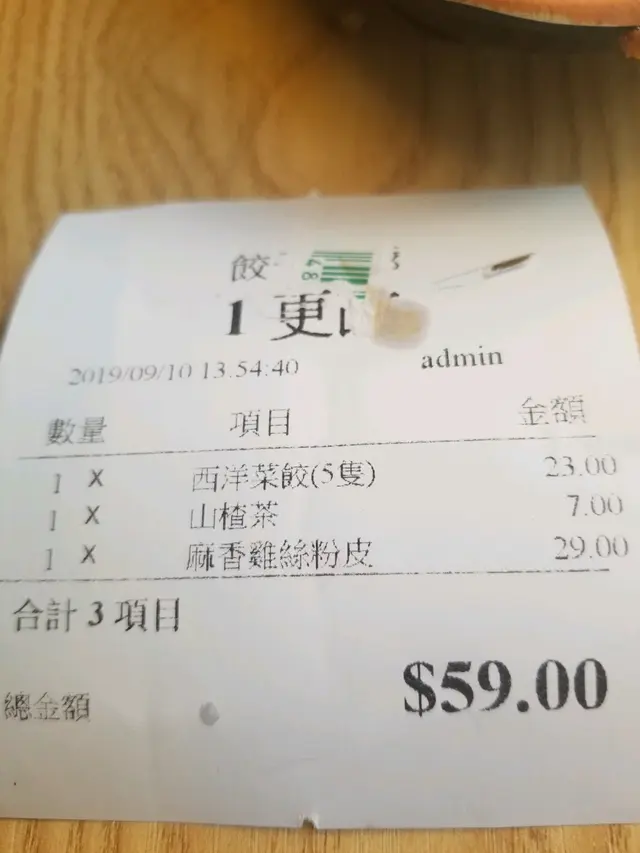 餃
48
1 更
2019/09/10 13:54:40 admin
數量 項目 金額
1 X 西洋菜餃(5隻) 23.00
1 X 山楂茶 7.00
1 X 麻香雞絲粉皮 29.00
合計 3 項目
總金額 $59.00